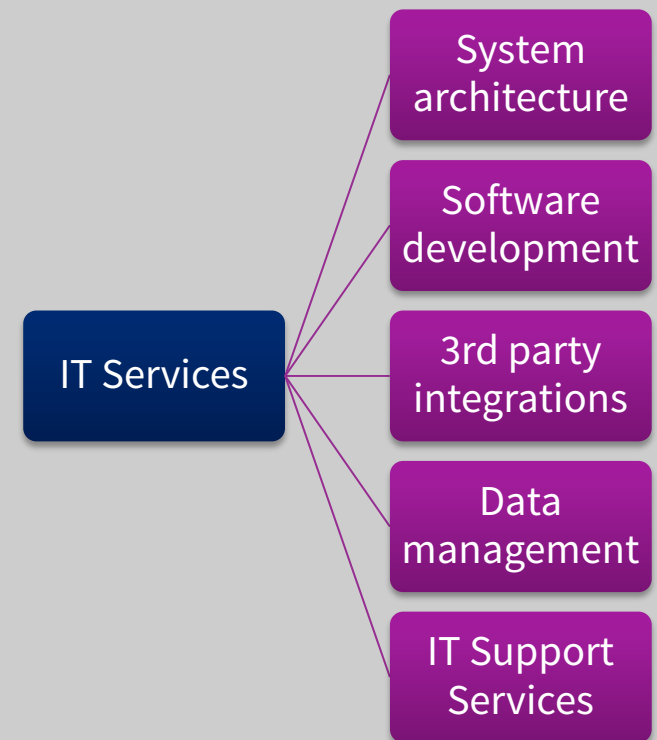 System
architecture
Software
development
IT Services
3rd party
integrations
Data
management
IT Support
Services